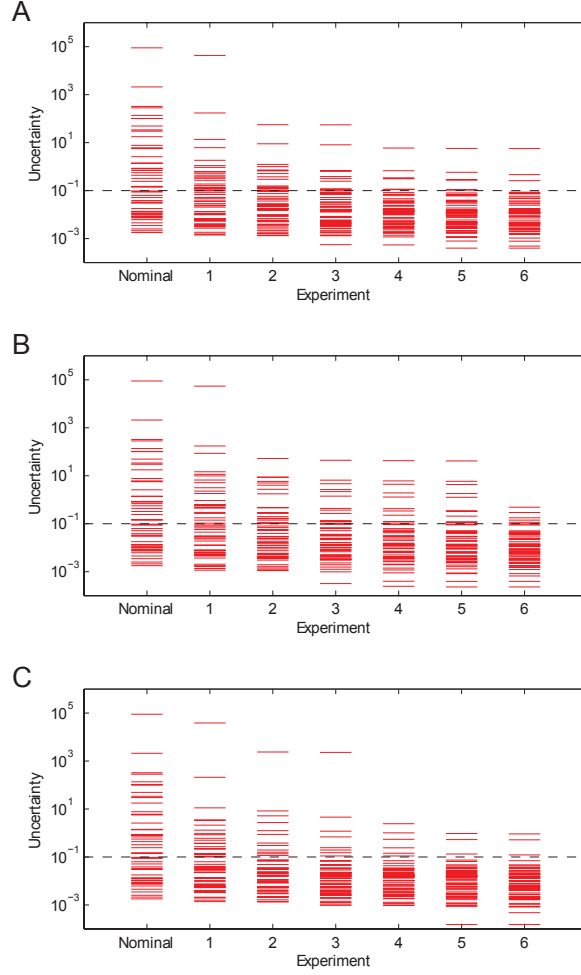 A
Uncertainty
10^5
10^3
10^1
10^-1
10^-3
Nominal 1 2 3 4 5 6
Experiment
B
Uncertainty
10^5
10^3
10^1
10^-1
10^-3
Nominal 1 2 3 4 5 6
Experiment
C
Uncertainty
10^5
10^3
10^1
10^-1
10^-3
Nominal 1 2 3 4 5 6
Experiment